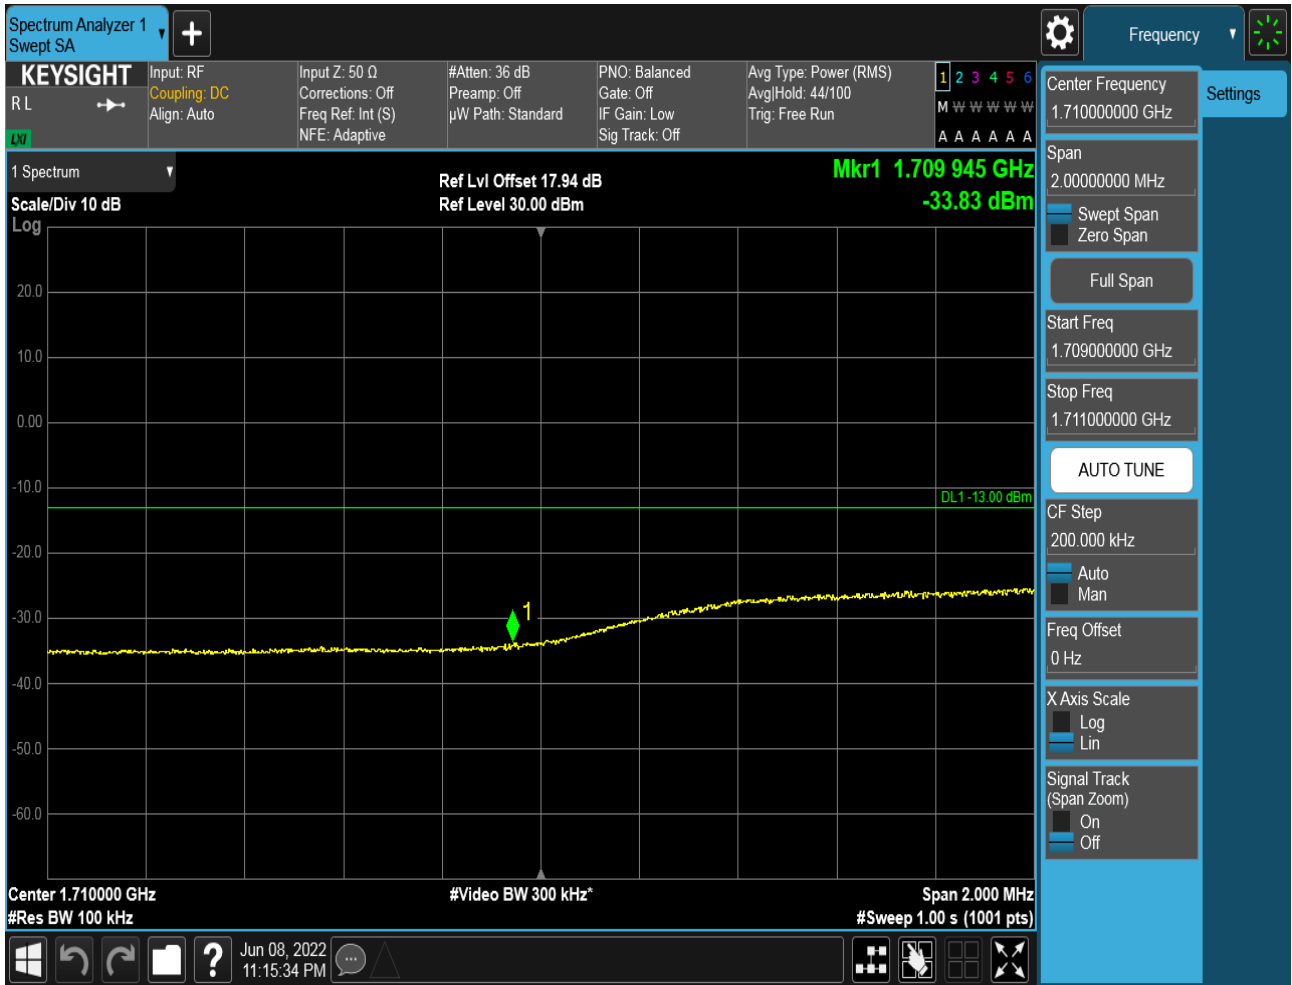 Spectrum Analyzer 1
Swept SA
Frequency
KEYSIGHT
R L
LXI
Input: RF
Coupling: DC
Align: Auto
Input Z: 50 Ω
Corrections: Off
Freq Ref: Int (S)
NFE: Adaptive
#Atten: 36 dB
Preamp: Off
µW Path: Standard
PNO: Balanced
Gate: Off
IF Gain: Low
Sig Track: Off
Avg Type: Power (RMS)
Avg|Hold: 44/100
Trig: Free Run
1 2 3 4 5 6
M W W W W W
A A A A A A
1 Spectrum
Scale/Div 10 dB
Log
Ref Lvl Offset 17.94 dB
Ref Level 30.00 dBm
Mkr1 1.709 945 GHz
-33.83 dBm
20.0
10.0
0.00
-10.0
DL1 -13.00 dBm
-20.0
1
-30.0
-40.0
-50.0
-60.0
Center 1.710000 GHz
#Video BW 300 kHz*
Span 2.000 MHz
#Res BW 100 kHz
#Sweep 1.00 s (1001 pts)
?
Jun 08, 2022
11:15:34 PM
Center Frequency
1.710000000 GHz
Settings
Span
2.00000000 MHz
Swept Span
Zero Span
Full Span
Start Freq
1.709000000 GHz
Stop Freq
1.711000000 GHz
AUTO TUNE
CF Step
200.000 kHz
Auto
Man
Freq Offset
0 Hz
X Axis Scale
Log
Lin
Signal Track
(Span Zoom)
On
Off